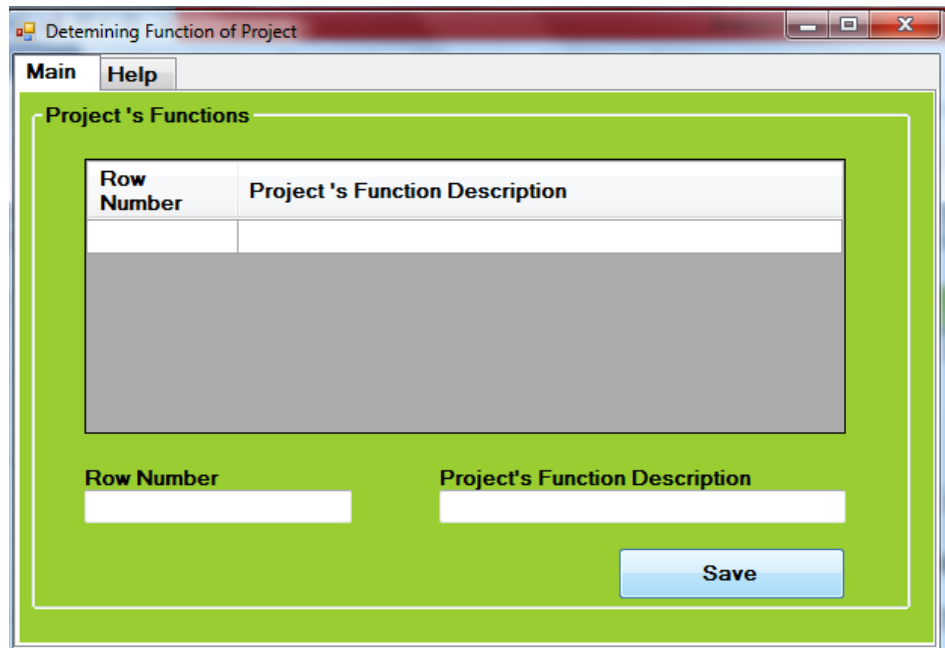 Detemining Function of Project
Main
Help
Project 's Functions
Row
Number
Project 's Function Description
Row Number
Project's Function Description
Save